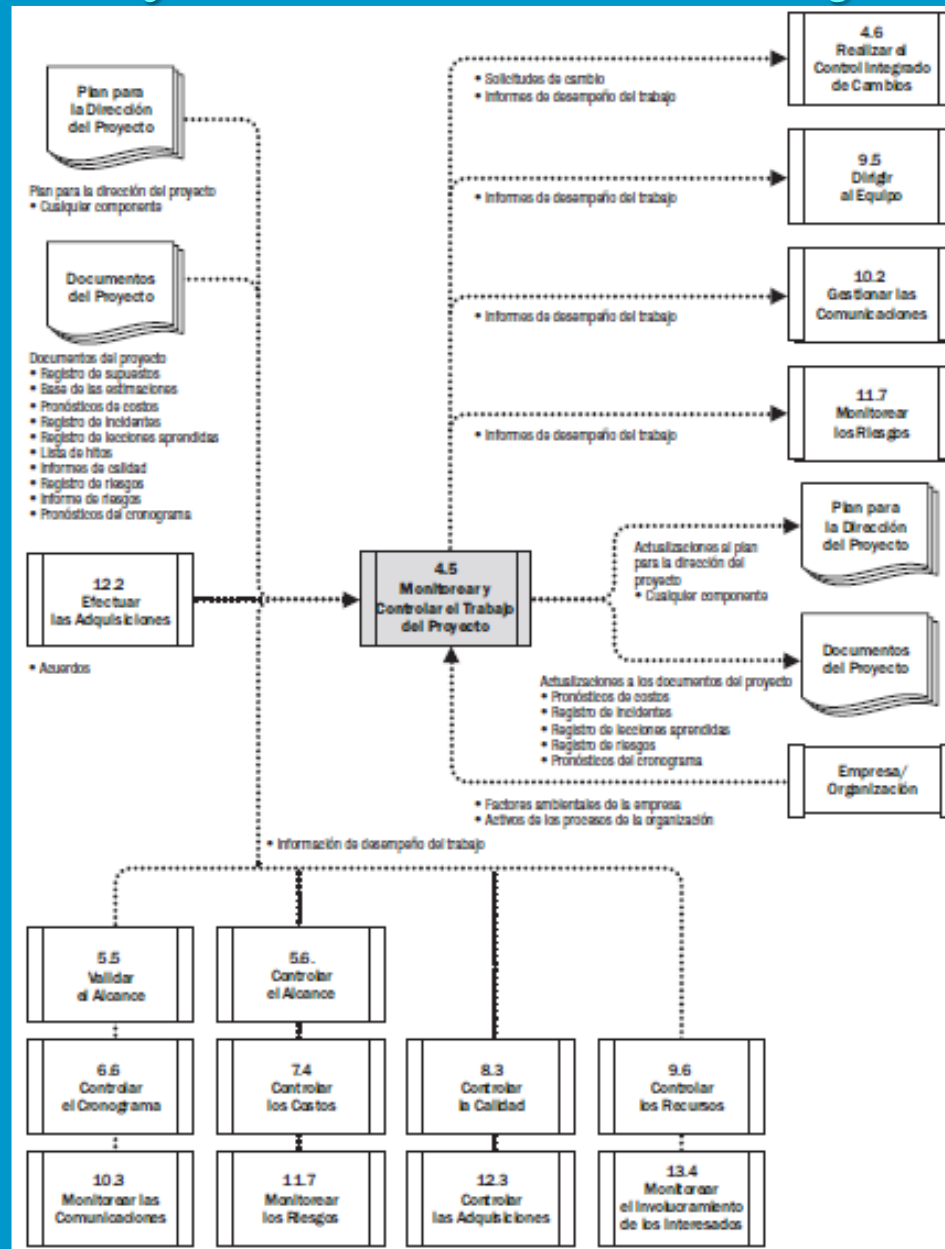 Plan para
la Dirección
del Proyecto
Plan para la dirección del proyecto
• Cualquier componente
Documentos
del Proyecto
Documentos del proyecto
• Registro de supuestos
• Base de las estimaciones
• Pronósticos de costos
• Registro de incidentes
• Registro de lecciones aprendidas
• Lista de hitos
• Informes de calidad
• Registro de riesgos
• Informe de riesgos
• Pronósticos del cronograma
12.2
Efectuar
las Adquisiciones
• Acuerdos
4.5
Monitorear y
Controlar el Trabajo
del Proyecto
• Solicitudes de cambio
• Informes de desempeño del trabajo
4.6
Realizar el
Control Integrado
de Cambios
• Informes de desempeño del trabajo
9.5
Dirigir
al Equipo
• Informes de desempeño del trabajo
10.2
Gestionar las
Comunicaciones
• Informes de desempeño del trabajo
11.7
Monitorear
los Riesgos
Actualizaciones al plan
para la dirección del
proyecto
• Cualquier componente
Plan para
la Dirección
del Proyecto
Actualizaciones a los documentos del proyecto
• Pronósticos de costos
• Registro de incidentes
• Registro de lecciones aprendidas
• Registro de riesgos
• Pronósticos del cronograma
Documentos
del Proyecto
Empresa/
Organización
• Factores ambientales de la empresa
• Activos de los procesos de la organización
• Información de desempeño del trabajo
5.5
Validar
el Alcance
5.6.
Controlar
el Alcance
6.6
Controlar
el Cronograma
7.4
Controlar
los Costos
8.3
Controlar
la Calidad
9.6
Controlar
los Recursos
10.3
Monitorear las
Comunicaciones
11.7
Monitorear
los Riesgos
12.3
Controlar
las Adquisiciones
13.4
Monitorear
el Involucramiento
de los Interesados